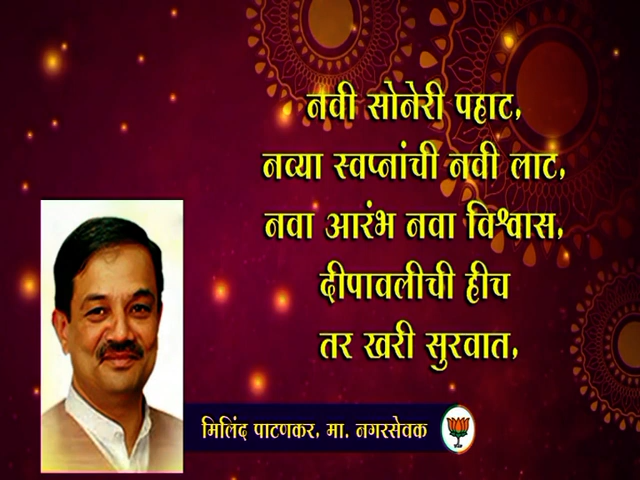 नवी सोनेरी पहाट,
नव्या स्वप्नांची नवी लाट,
नवा आरंभ नवा विश्वास,
दीपावलीची हीच
तर खरी सुरवात,
मिलिंद पाटणकर, मा. नगरसेवक